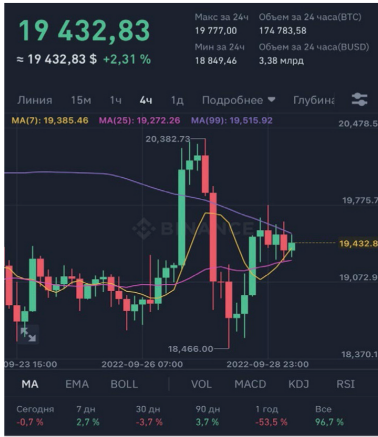 19 432,83
≈ 19 432,83 $ +2,31 %
Макс за 24ч Объем за 24 часа(BTC)
19 777,00 174 783,58
Мин за 24ч Объем за 24 часа(BUSD)
18 849,46 3,38 млрд
Линия 15м 1ч 4ч 1д Подробнее Глубина
MA(7): 19,385.46 MA(25): 19,272.26 MA(99): 19,515.92
20,478.5
20,382.73
19,775.7
BINANCE
19,432.8
19,072.9
18,466.00
18,370.1
09-23 15:00 2022-09-26 07:00 2022-09-28 23:00
MA EMA BOLL VOL MACD KDJ RSI
Сегодня 7 дн 30 дн 90 дн 1 год Все
-0,7 % 2,7 % -3,7 % 3,7 % -53,5 % 96,7 %